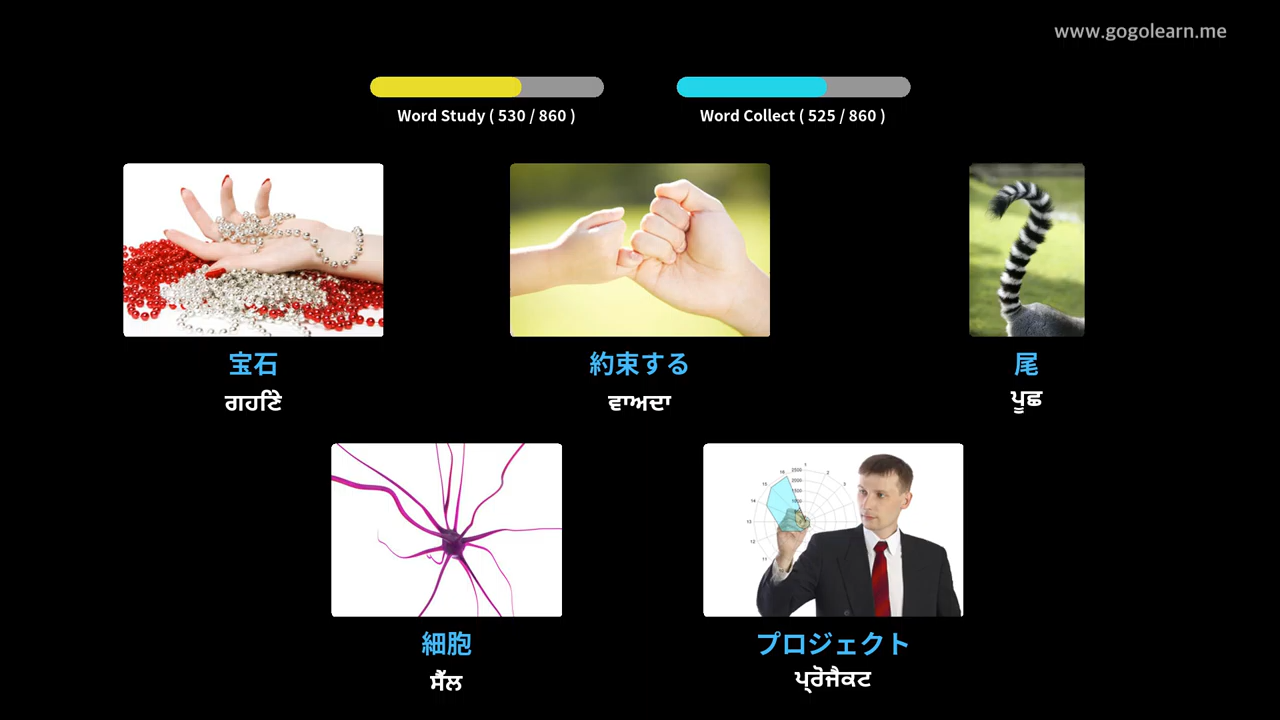 www.gogolearn.me
Word Study ( 530 / 860 )
Word Collect ( 525 / 860 )
宝石
ਗਹਣਿੇ
約束する
ਵਾਅਦਾ
尾
ਪੂਛ
細胞
ਸੈੱਲ
プロジェクト
ਪ੍ਰੋਜੈਕਟ